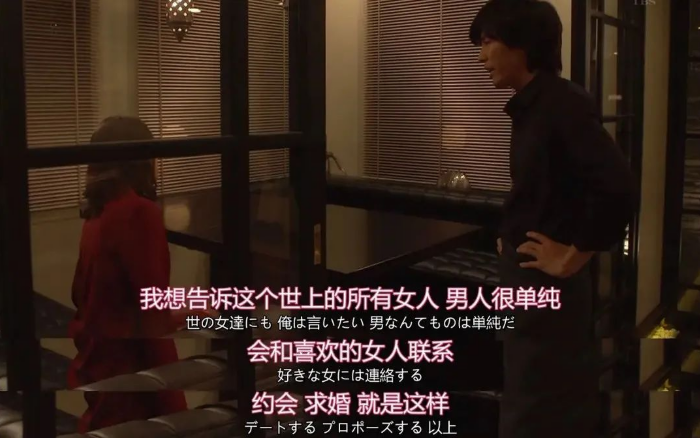 TBS
我想告诉这个世上的所有女人 男人很单纯
世の女達にも 俺は言いたい 男なんてものは単純だ
会和喜欢的女人联系
好きな女には連絡する
约会 求婚 就是这样
デートする プロポーズする 以上